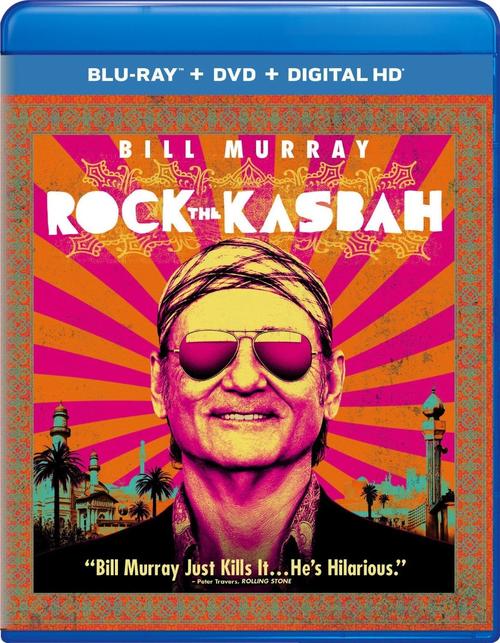 BLU-RAY™ + DVD + DIGITAL HD
BILL MURRAY
ROCK THE KASBAH
“Bill Murray Just Kills It...He's Hilarious.”
– Peter Travers, ROLLING STONE